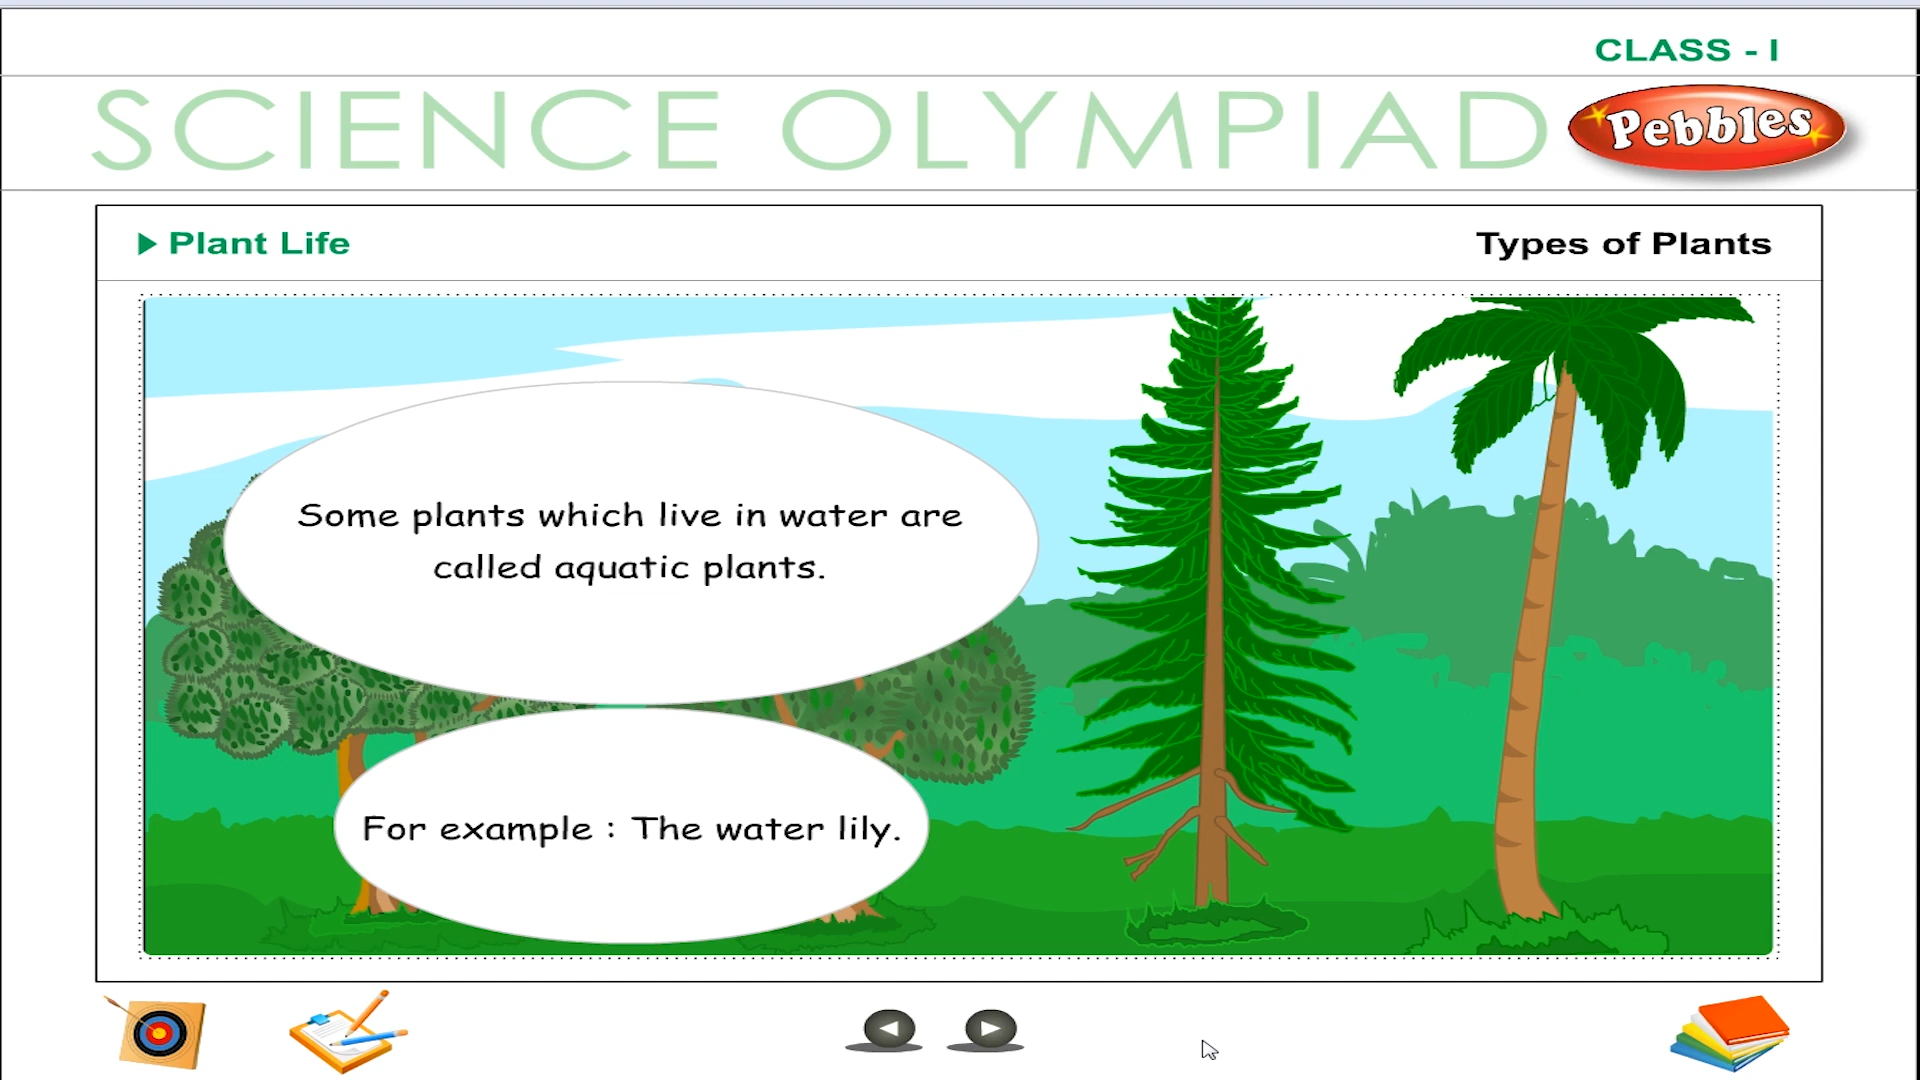 CLASS - I
SCIENCE OLYMPIAD
Pebbles
Plant Life
Types of Plants
Some plants which live in water are
called aquatic plants.
For example : The water lily.